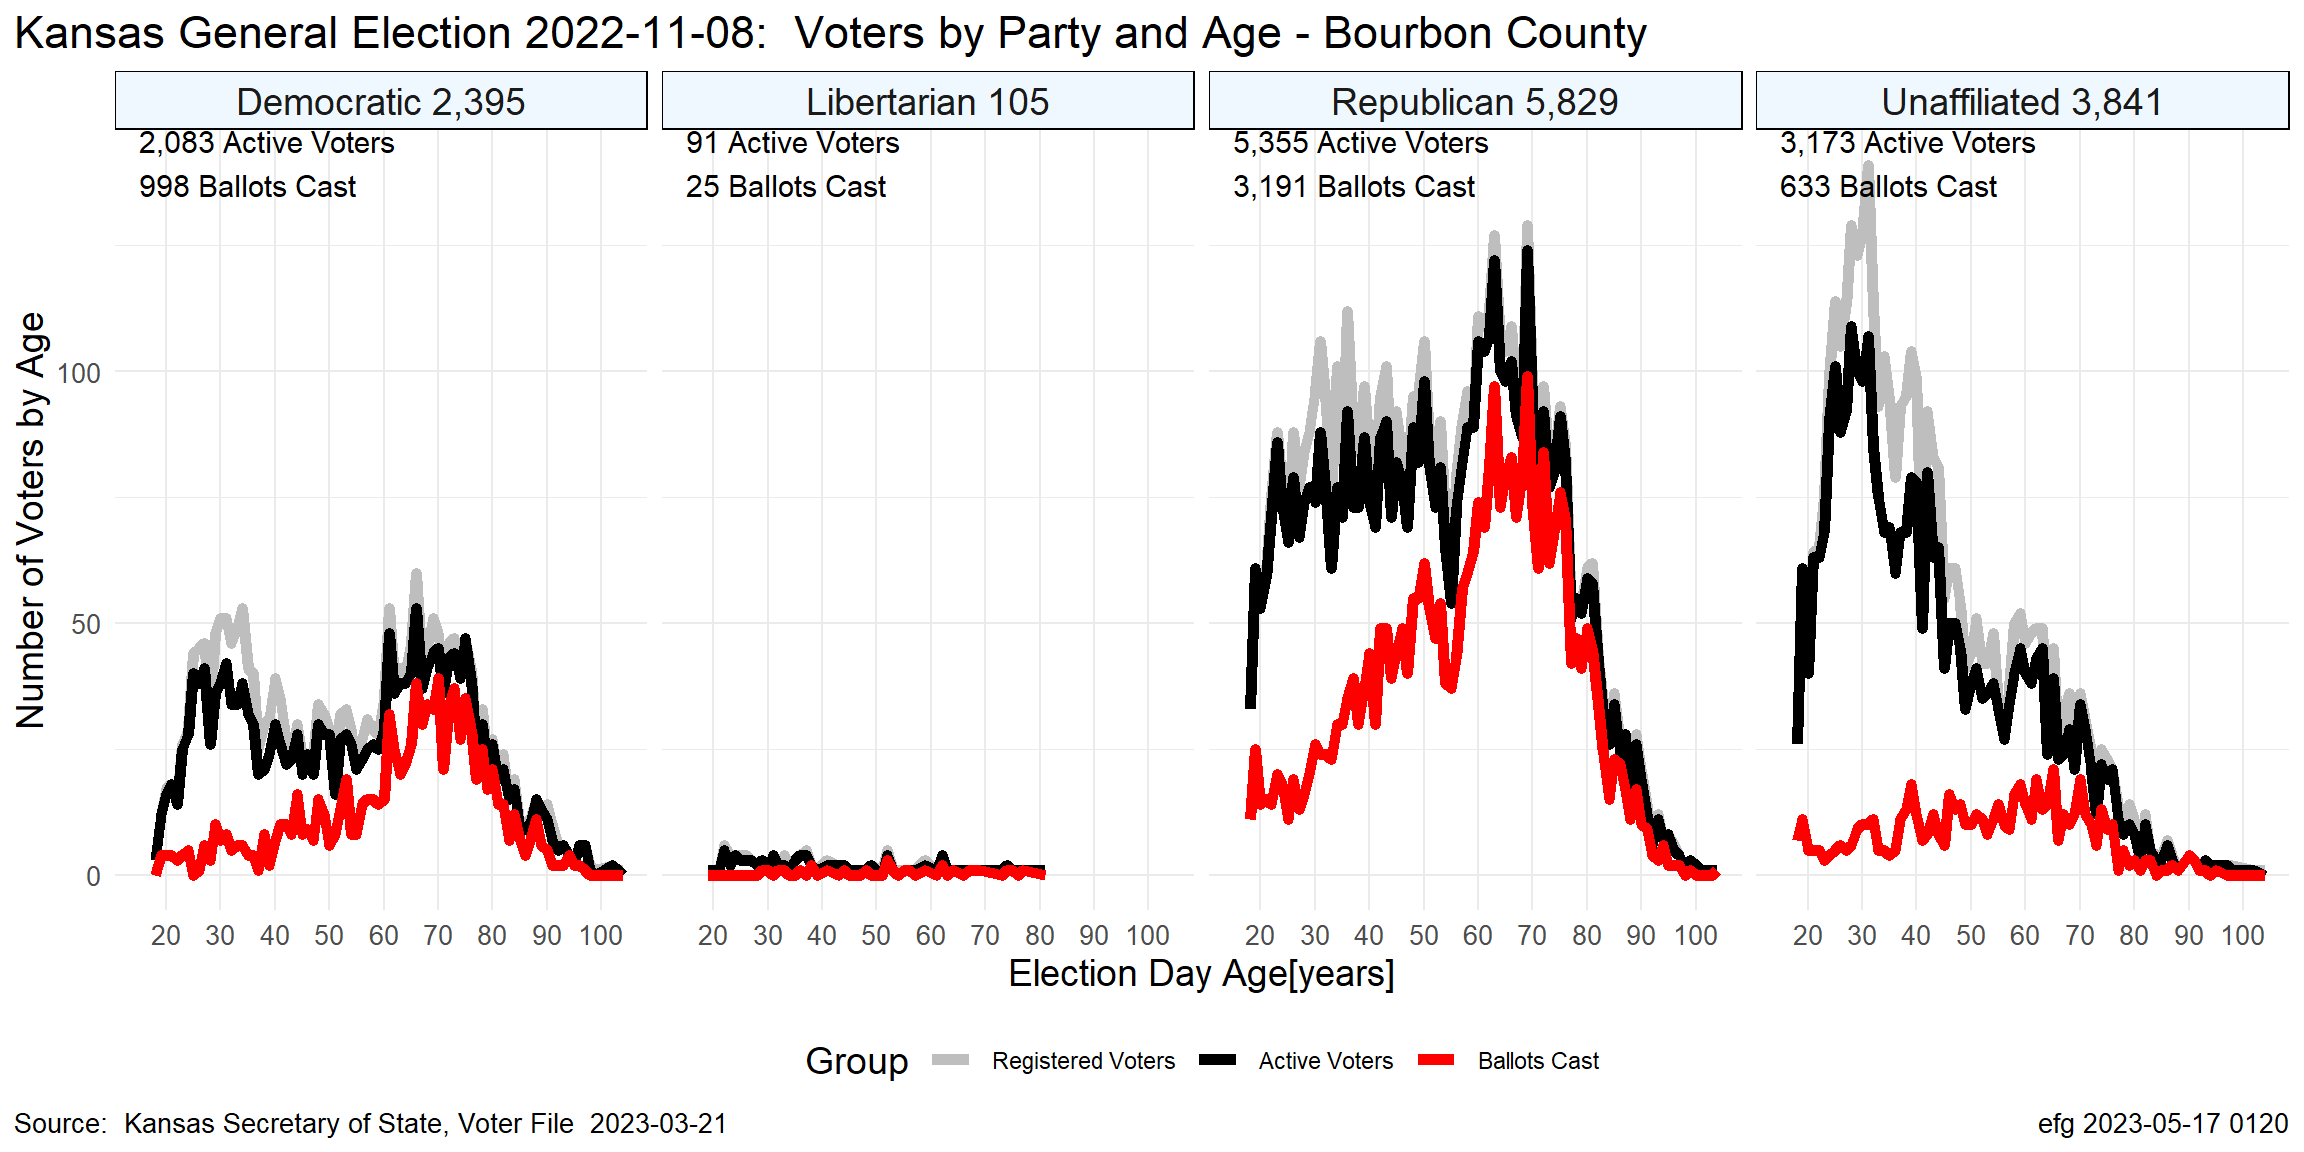 Kansas General Election 2022-11-08:  Voters by Party and Age - Bourbon County
Democratic 2,395
Libertarian 105
Republican 5,829
Unaffiliated 3,841
2,083 Active Voters
998 Ballots Cast
91 Active Voters
25 Ballots Cast
5,355 Active Voters
3,191 Ballots Cast
3,173 Active Voters
633 Ballots Cast
Number of Voters by Age
100
50
0
20 30 40 50 60 70 80 90 100
20 30 40 50 60 70 80 90 100
20 30 40 50 60 70 80 90 100
20 30 40 50 60 70 80 90 100
Election Day Age[years]
Group Registered Voters Active Voters Ballots Cast
Source:  Kansas Secretary of State, Voter File  2023-03-21
efg 2023-05-17 0120